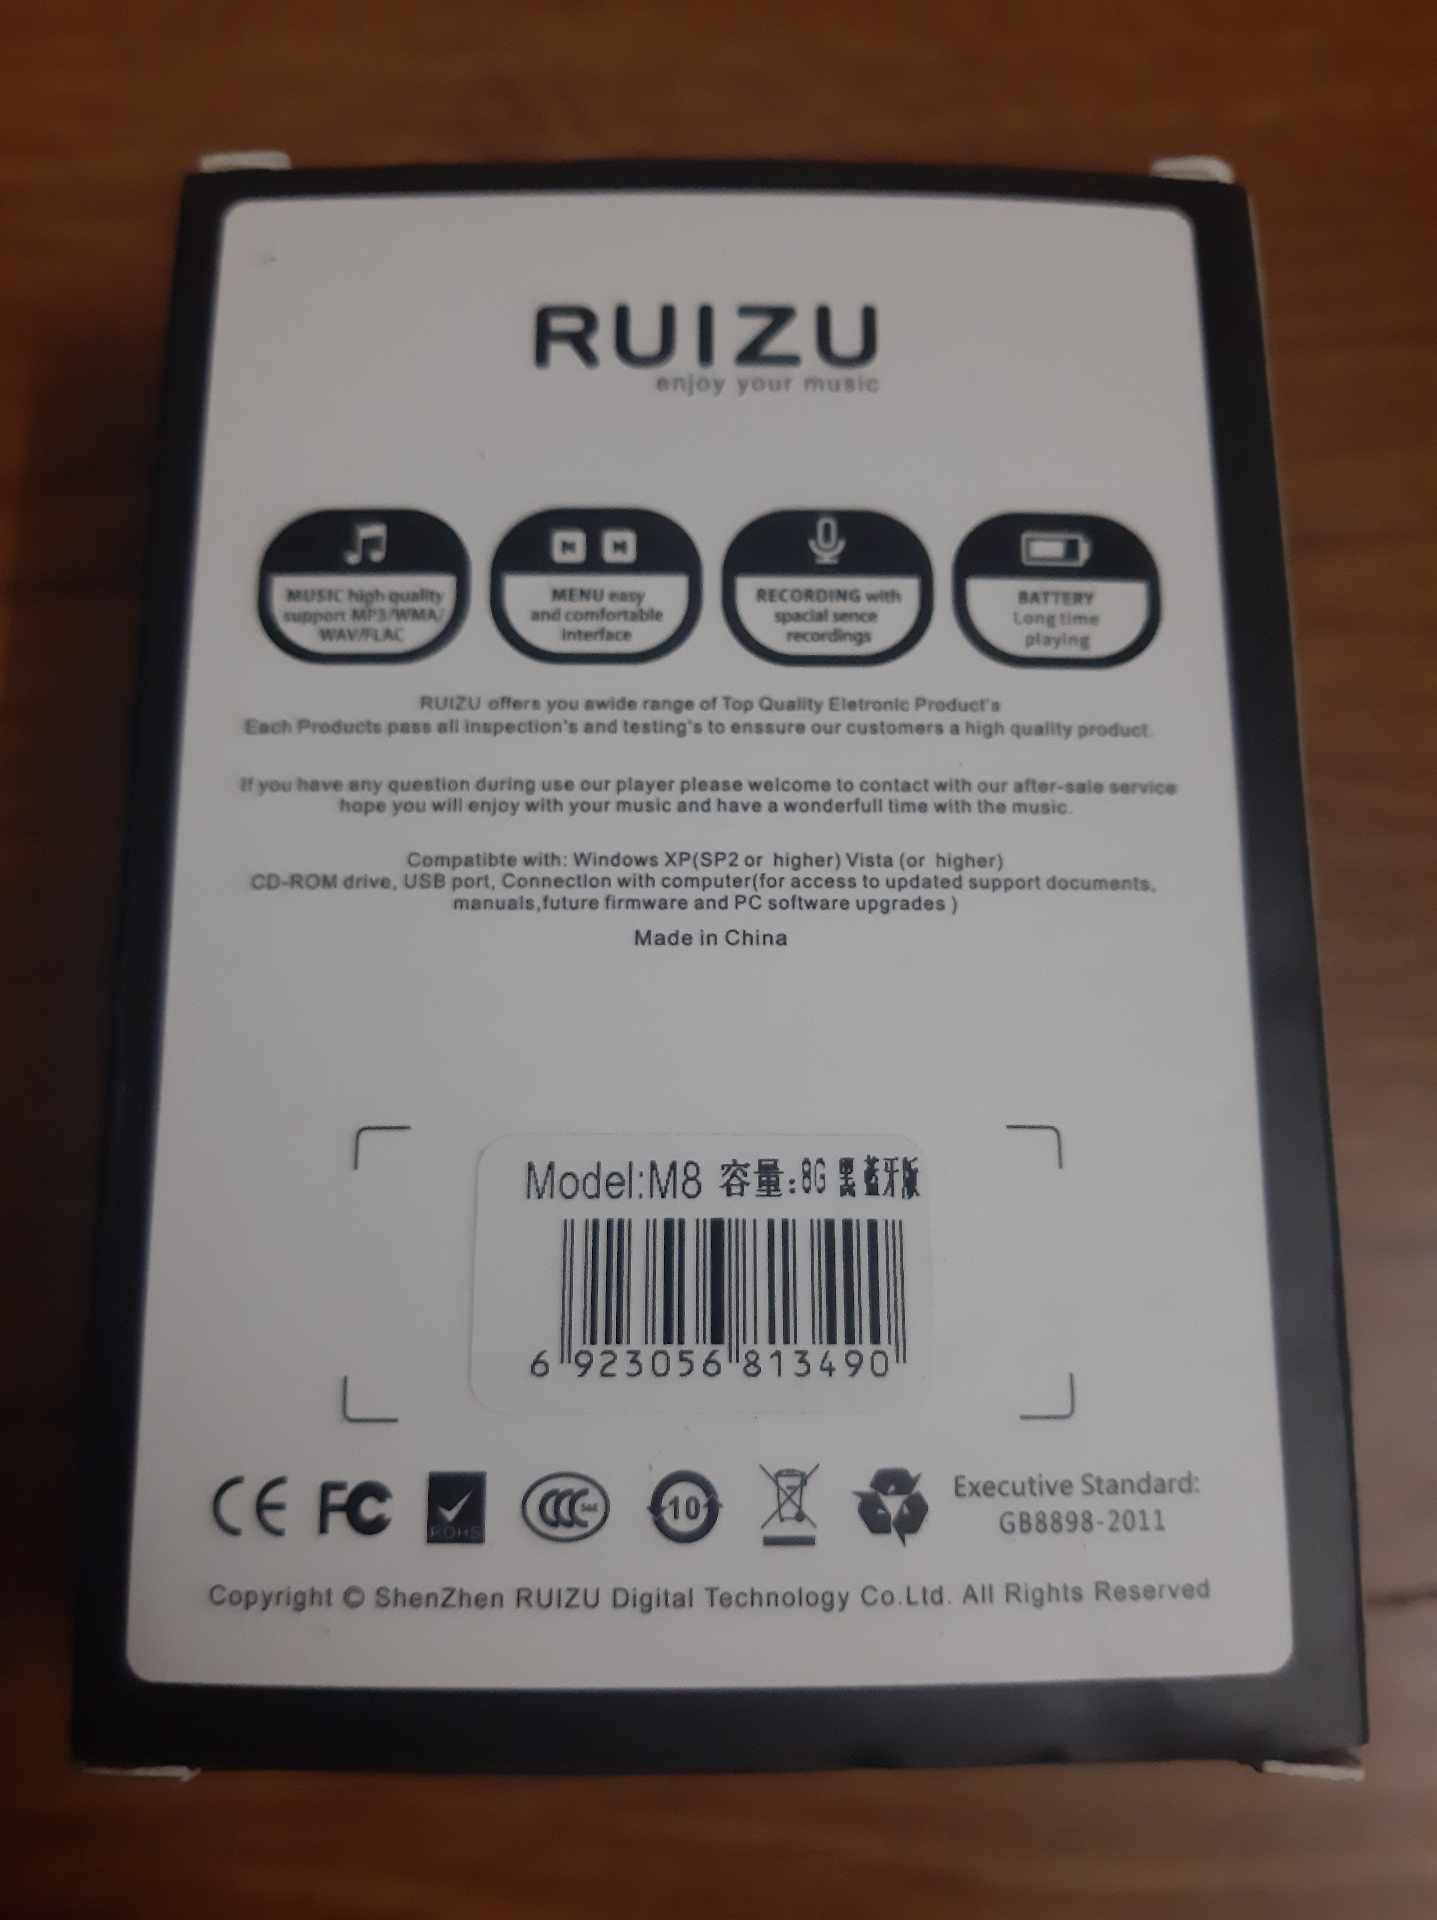 RUIZU
enjoy your music
MUSIC high quality
support MP3/WMA/
WAV/FLAC
MENU easy
and comfortable
interface
RECORDING with
spacial sence
recordings
BATTERY
Long time
playing
RUIZU offers you awide range of Top Quality Eletronic Product's
Each Products pass all inspection's and testing's to enssure our customers a high quality product.
If you have any question during use our player please welcome to contact with our after-sale service
hope you will enjoy with your music and have a wonderfull time with the music.
Compatibte with: Windows XP(SP2 or higher) Vista (or higher)
CD-ROM drive, USB port, Connection with computer(for access to updated support documents,
manuals,future firmware and PC software upgrades )
Made in China
Model:M8 容量:8G 黑 藍牙版
6 923056 813490
CE FC ROHS CCC S&E 10
Executive Standard:
GB8898-2011
Copyright © ShenZhen RUIZU Digital Technology Co.Ltd. All Rights Reserved